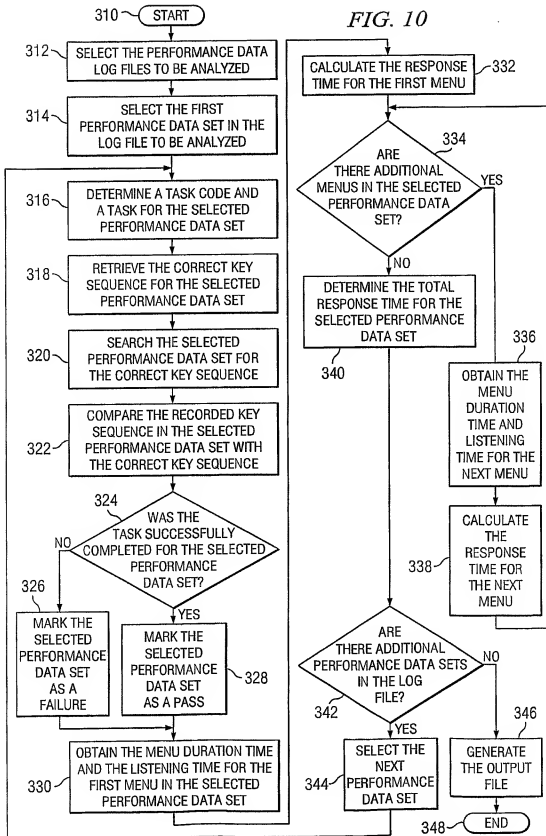 FIG. 10
310
START
312
SELECT THE PERFORMANCE DATA
LOG FILES TO BE ANALYZED
314
SELECT THE FIRST
PERFORMANCE DATA SET IN THE
LOG FILE TO BE ANALYZED
316
DETERMINE A TASK CODE AND
A TASK FOR THE SELECTED
PERFORMANCE DATA SET
318
RETRIEVE THE CORRECT KEY
SEQUENCE FOR THE SELECTED
PERFORMANCE DATA SET
320
SEARCH THE SELECTED
PERFORMANCE DATA SET FOR
THE CORRECT KEY SEQUENCE
322
COMPARE THE RECORDED KEY
SEQUENCE IN THE SELECTED
PERFORMANCE DATA SET WITH
THE CORRECT KEY SEQUENCE
324
WAS THE
TASK SUCCESSFULLY
COMPLETED FOR THE SELECTED
PERFORMANCE
DATA SET?
NO
YES
326
MARK THE
SELECTED
PERFORMANCE
DATA SET
AS A
FAILURE
MARK THE
SELECTED
PERFORMANCE
DATA SET
AS A PASS
328
330
OBTAIN THE MENU DURATION TIME
AND THE LISTENING TIME FOR THE
FIRST MENU IN THE SELECTED
PERFORMANCE DATA SET
CALCULATE THE RESPONSE
TIME FOR THE FIRST MENU
332
334
ARE
THERE ADDITIONAL
MENUS IN THE SELECTED
PERFORMANCE DATA
SET?
YES
NO
DETERMINE THE TOTAL
RESPONSE TIME FOR THE
SELECTED PERFORMANCE
DATA SET
340
336
OBTAIN THE
MENU
DURATION
TIME AND
LISTENING
TIME FOR THE
NEXT MENU
338
CALCULATE
THE
RESPONSE
TIME FOR
THE NEXT
MENU
ARE
THERE ADDITIONAL
PERFORMANCE DATA SETS
IN THE LOG
FILE?
342
NO
YES
344
SELECT THE
NEXT
PERFORMANCE
DATA SET
346
GENERATE
THE OUTPUT
FILE
348
END